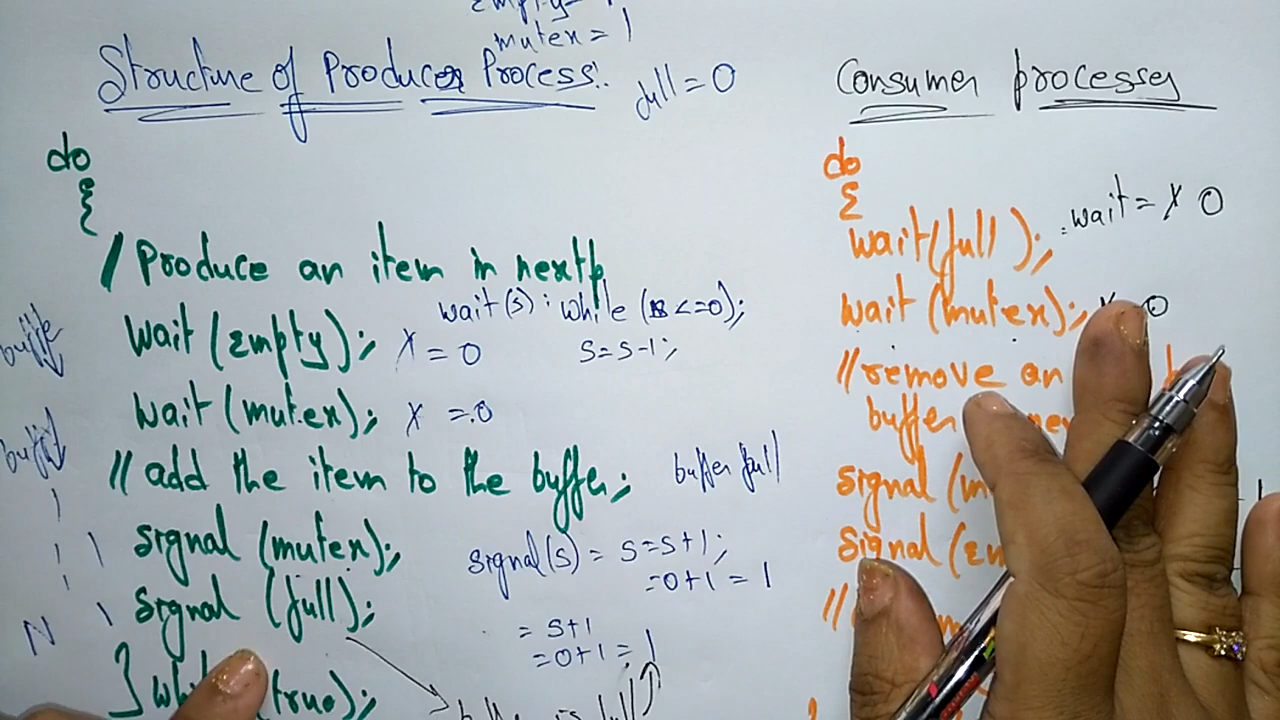 mutex = 1
Structure of Producer Process:
full = 0
do
{
/ Produce an item in nextp
wait(s) : while (s <=0);
wait (Empty); X = 0
s=s-1;
wait (mutex); X = 0
// add the item to the buffer;
buffer full
signal (mutex);
signal(s) = s=s+1;
=0+1 = 1
signal (full);
= s+1
=0+1 = 1
N
} (true);
Consumer processes
do
{
wait = X 0
wait(full);
wait (mutex); 0
//remove an
buffer
signal
signal
//